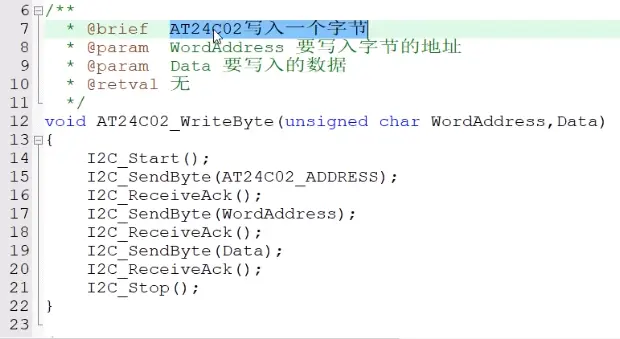 6 /**
7 * @brief AT24C02写入一个字节
8 * @param WordAddress 要写入字节的地址
9 * @param Data 要写入的数据
10 * @retval 无
11 */
12 void AT24C02_WriteByte(unsigned char WordAddress,Data)
13 {
14 I2C_Start();
15 I2C_SendByte(AT24C02_ADDRESS);
16 I2C_ReceiveAck();
17 I2C_SendByte(WordAddress);
18 I2C_ReceiveAck();
19 I2C_SendByte(Data);
20 I2C_ReceiveAck();
21 I2C_Stop();
22 }
23